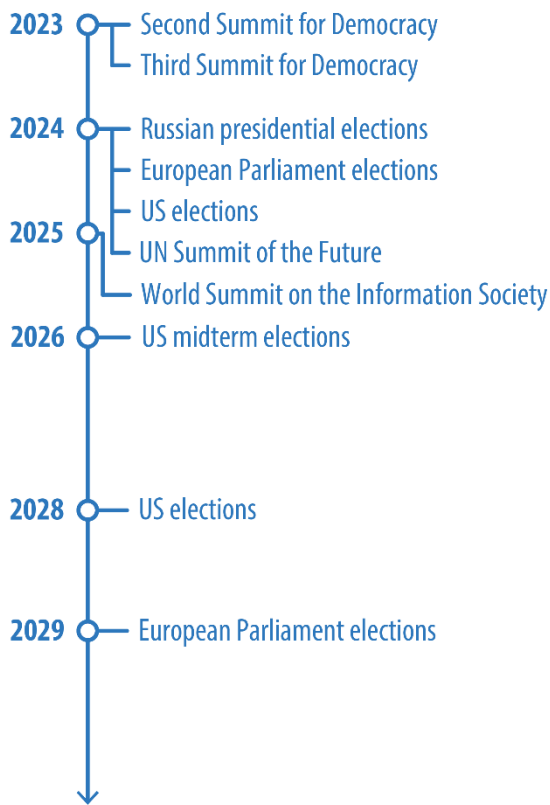 2023 Second Summit for Democracy
Third Summit for Democracy
2024 Russian presidential elections
European Parliament elections
US elections
2025
UN Summit of the Future
World Summit on the Information Society
2026 US midterm elections
2028 US elections
2029 European Parliament elections